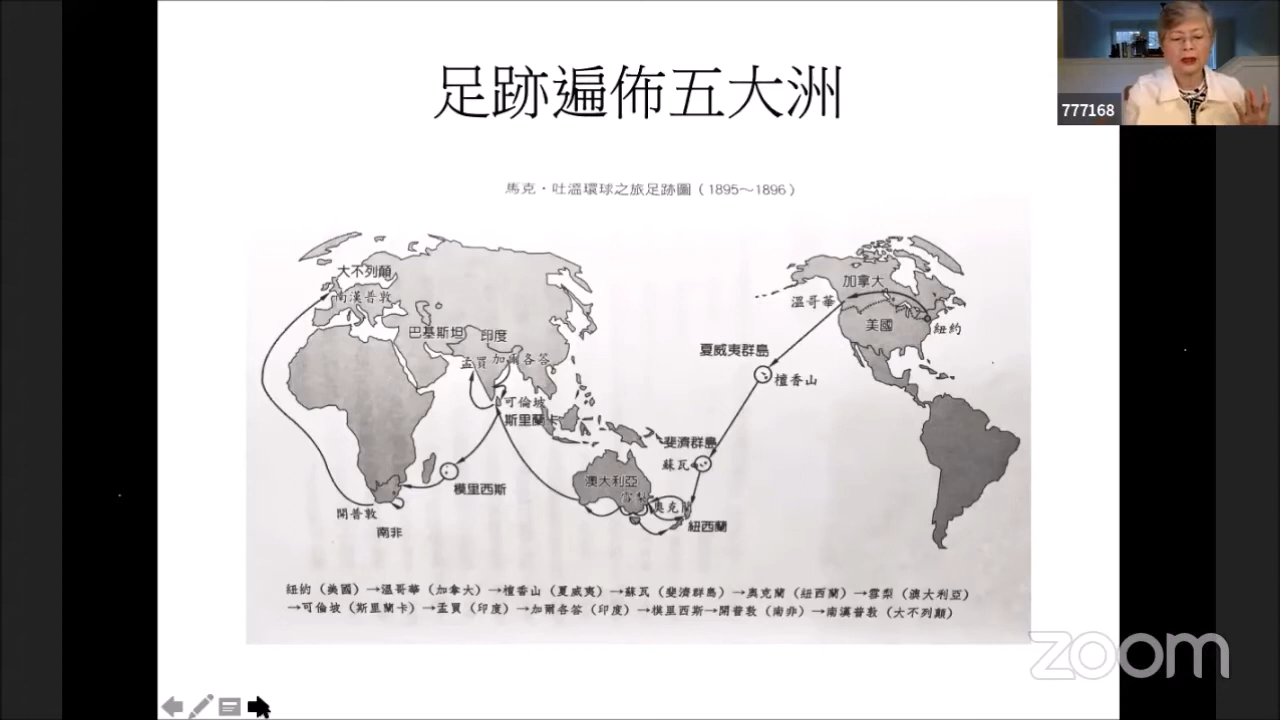 足跡遍佈五大洲
777168
馬克・吐溫環球之旅足跡圖（1895～1896）
大不列顛
南漢普敦
巴基斯坦
印度
孟買
加爾各答
可倫坡
斯里蘭卡
模里西斯
開普敦
南非
澳大利亞
雪梨
奧克蘭
紐西蘭
斐濟群島
蘇瓦
夏威夷群島
檀香山
溫哥華
加拿大
美國
紐約
紐約（美國）→溫哥華（加拿大）→檀香山（夏威夷）→蘇瓦（斐濟群島）→奧克蘭（紐西蘭）→雪梨（澳大利亞）
→可倫坡（斯里蘭卡）→孟買（印度）→加爾各答（印度）→模里西斯→開普敦（南非）→南漢普敦（大不列顛）
zoom